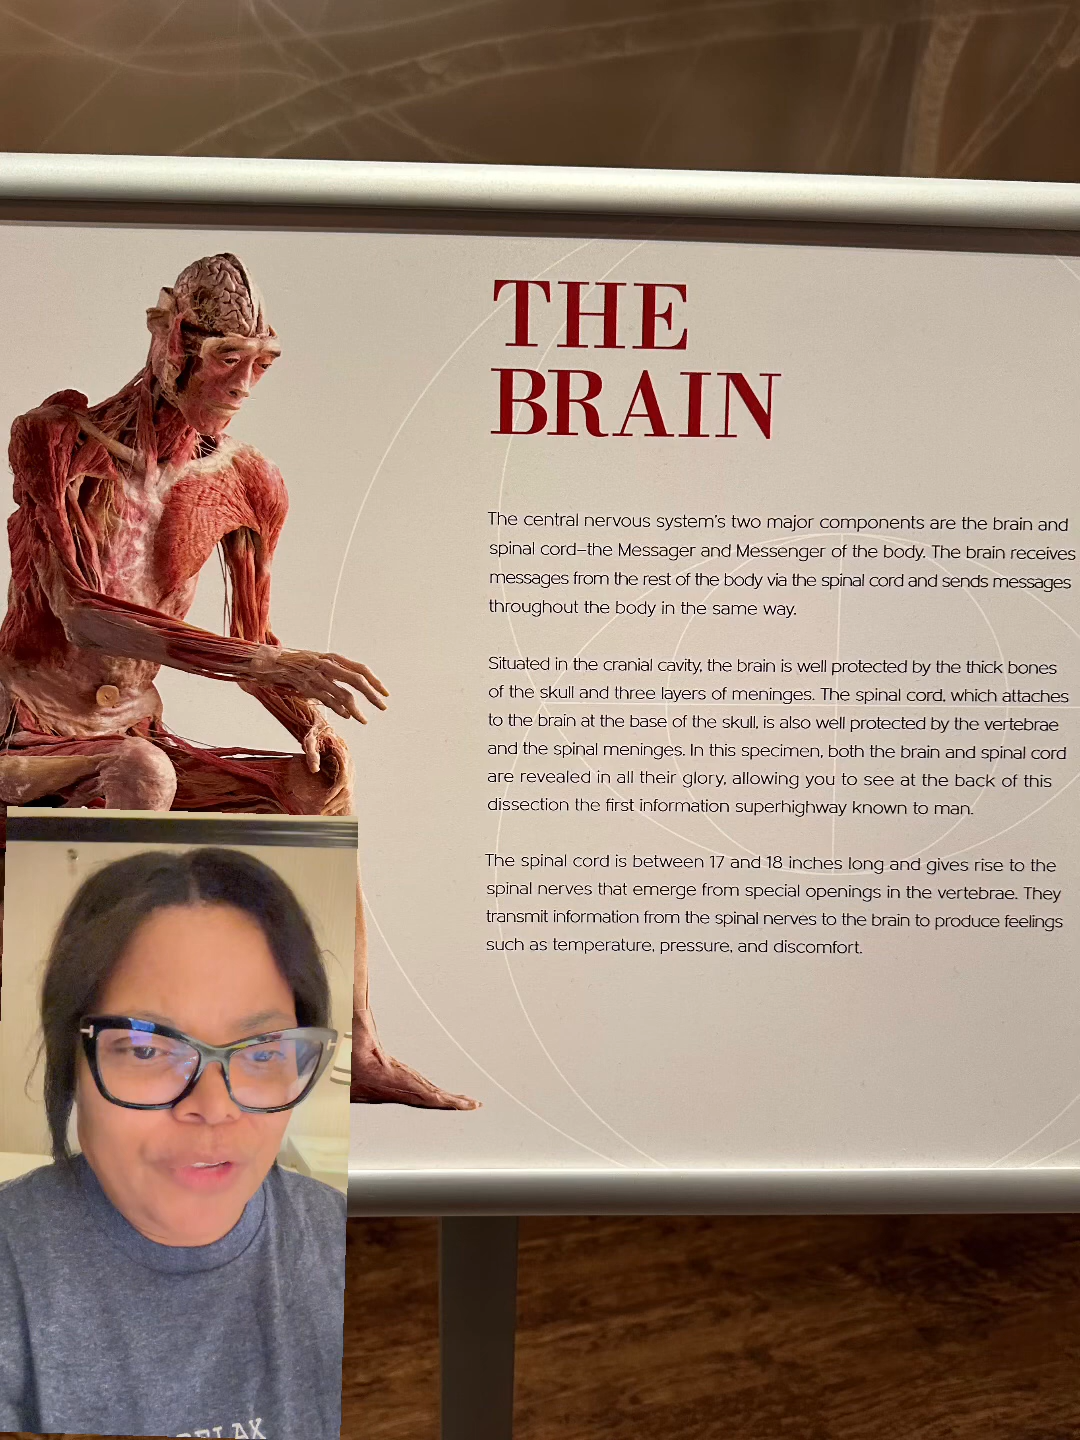 THE
BRAIN
The central nervous system's two major components are the brain and
spinal cord–the Messager and Messenger of the body. The brain receives
messages from the rest of the body via the spinal cord and sends messages
throughout the body in the same way.
Situated in the cranial cavity, the brain is well protected by the thick bones
of the skull and three layers of meninges. The spinal cord, which attaches
to the brain at the base of the skull, is also well protected by the vertebrae
and the spinal meninges. In this specimen, both the brain and spinal cord
are revealed in all their glory, allowing you to see at the back of this
dissection the first information superhighway known to man.
The spinal cord is between 17 and 18 inches long and gives rise to the
spinal nerves that emerge from special openings in the vertebrae. They
transmit information from the spinal nerves to the brain to produce feelings
such as temperature, pressure, and discomfort.
RELAX